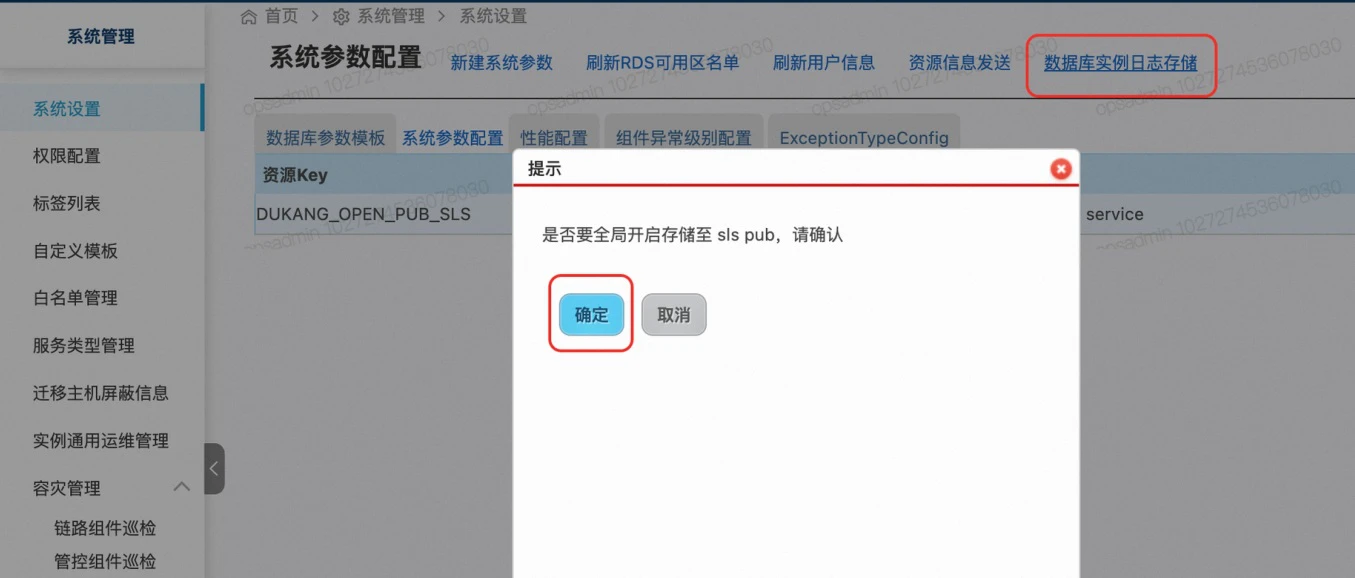 系统管理
首页 > 系统管理 > 系统设置
系统参数配置 新建系统参数 刷新RDS可用区名单 刷新用户信息 资源信息发送 数据库实例日志存储
系统设置
权限配置
标签列表
自定义模板
白名单管理
服务类型管理
迁移主机屏蔽信息
实例通用运维管理
容灾管理
链路组件巡检
管控组件巡检
数据库参数模板 系统参数配置 性能配置 组件异常级别配置 ExceptionTypeConfig
资源Key
DUKANG_OPEN_PUB_SLS
service
提示
是否要全局开启存储至 sls pub，请确认
确定 取消
opsadmin 1027274536078030